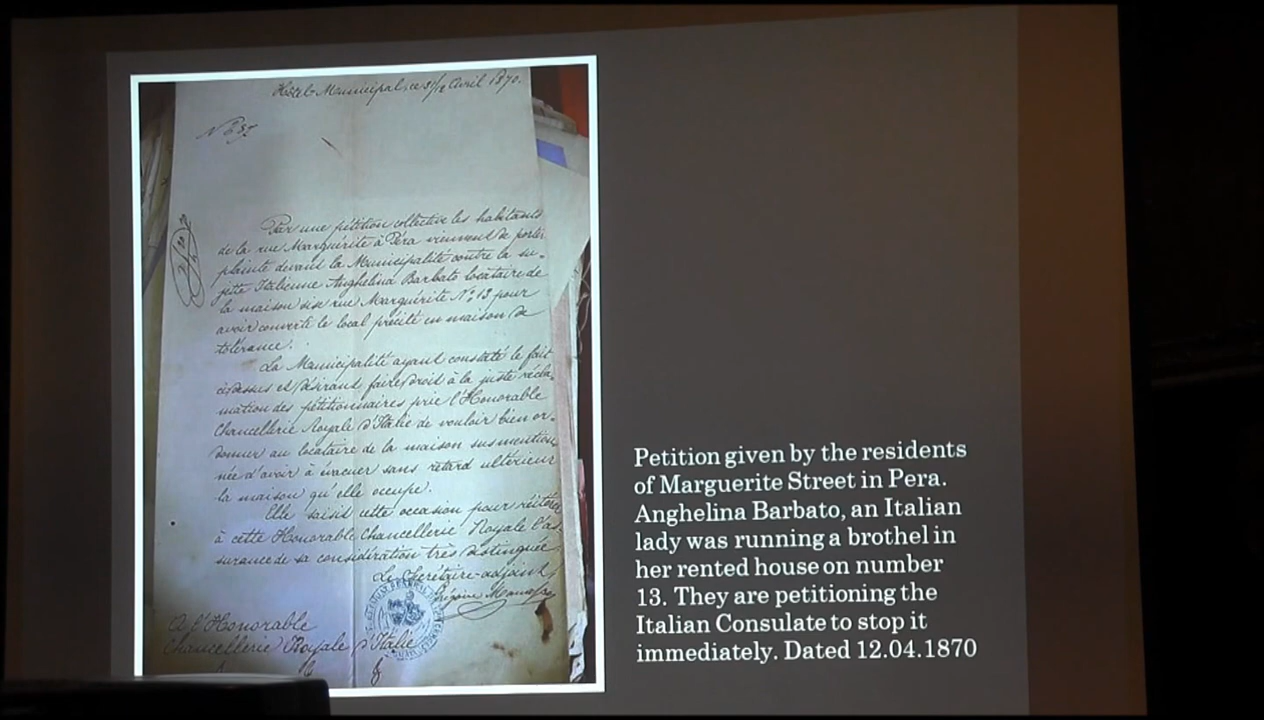 Hôtel Municipal, ce 31/12 Avril 1870.
Par une pétition collective les habitants
de la rue Marguérite à Péra viennent de porter
plainte devant la Municipalité contre la su-
jette Italienne Anghelina Barbato locataire de
la maison sise rue Marguérite No. 13 pour
avoir converti le local précité en maison de
tolérance.
La Municipalité ayant constaté le fait
ci-dessus et désirant faire droit à la juste récla-
mation des pétitionnaires prie l'Honorable
Chancellerie Royale d'Italie de vouloir bien or-
donner au locataire de la maison susmention-
née d'avoir à évacuer sans retard ultérieur
la maison qu'elle occupe.
Elle saisit cette occasion pour réitérer
à cette Honorable Chancellerie Royale l'as-
surance de sa considération très distinguée
Le Secrétaire-adjoint
A l'Honorable
Chancellerie Royale d'Italie
Petition given by the residents
of Marguerite Street in Pera.
Anghelina Barbato, an Italian
lady was running a brothel in
her rented house on number
13. They are petitioning the
Italian Consulate to stop it
immediately. Dated 12.04.1870